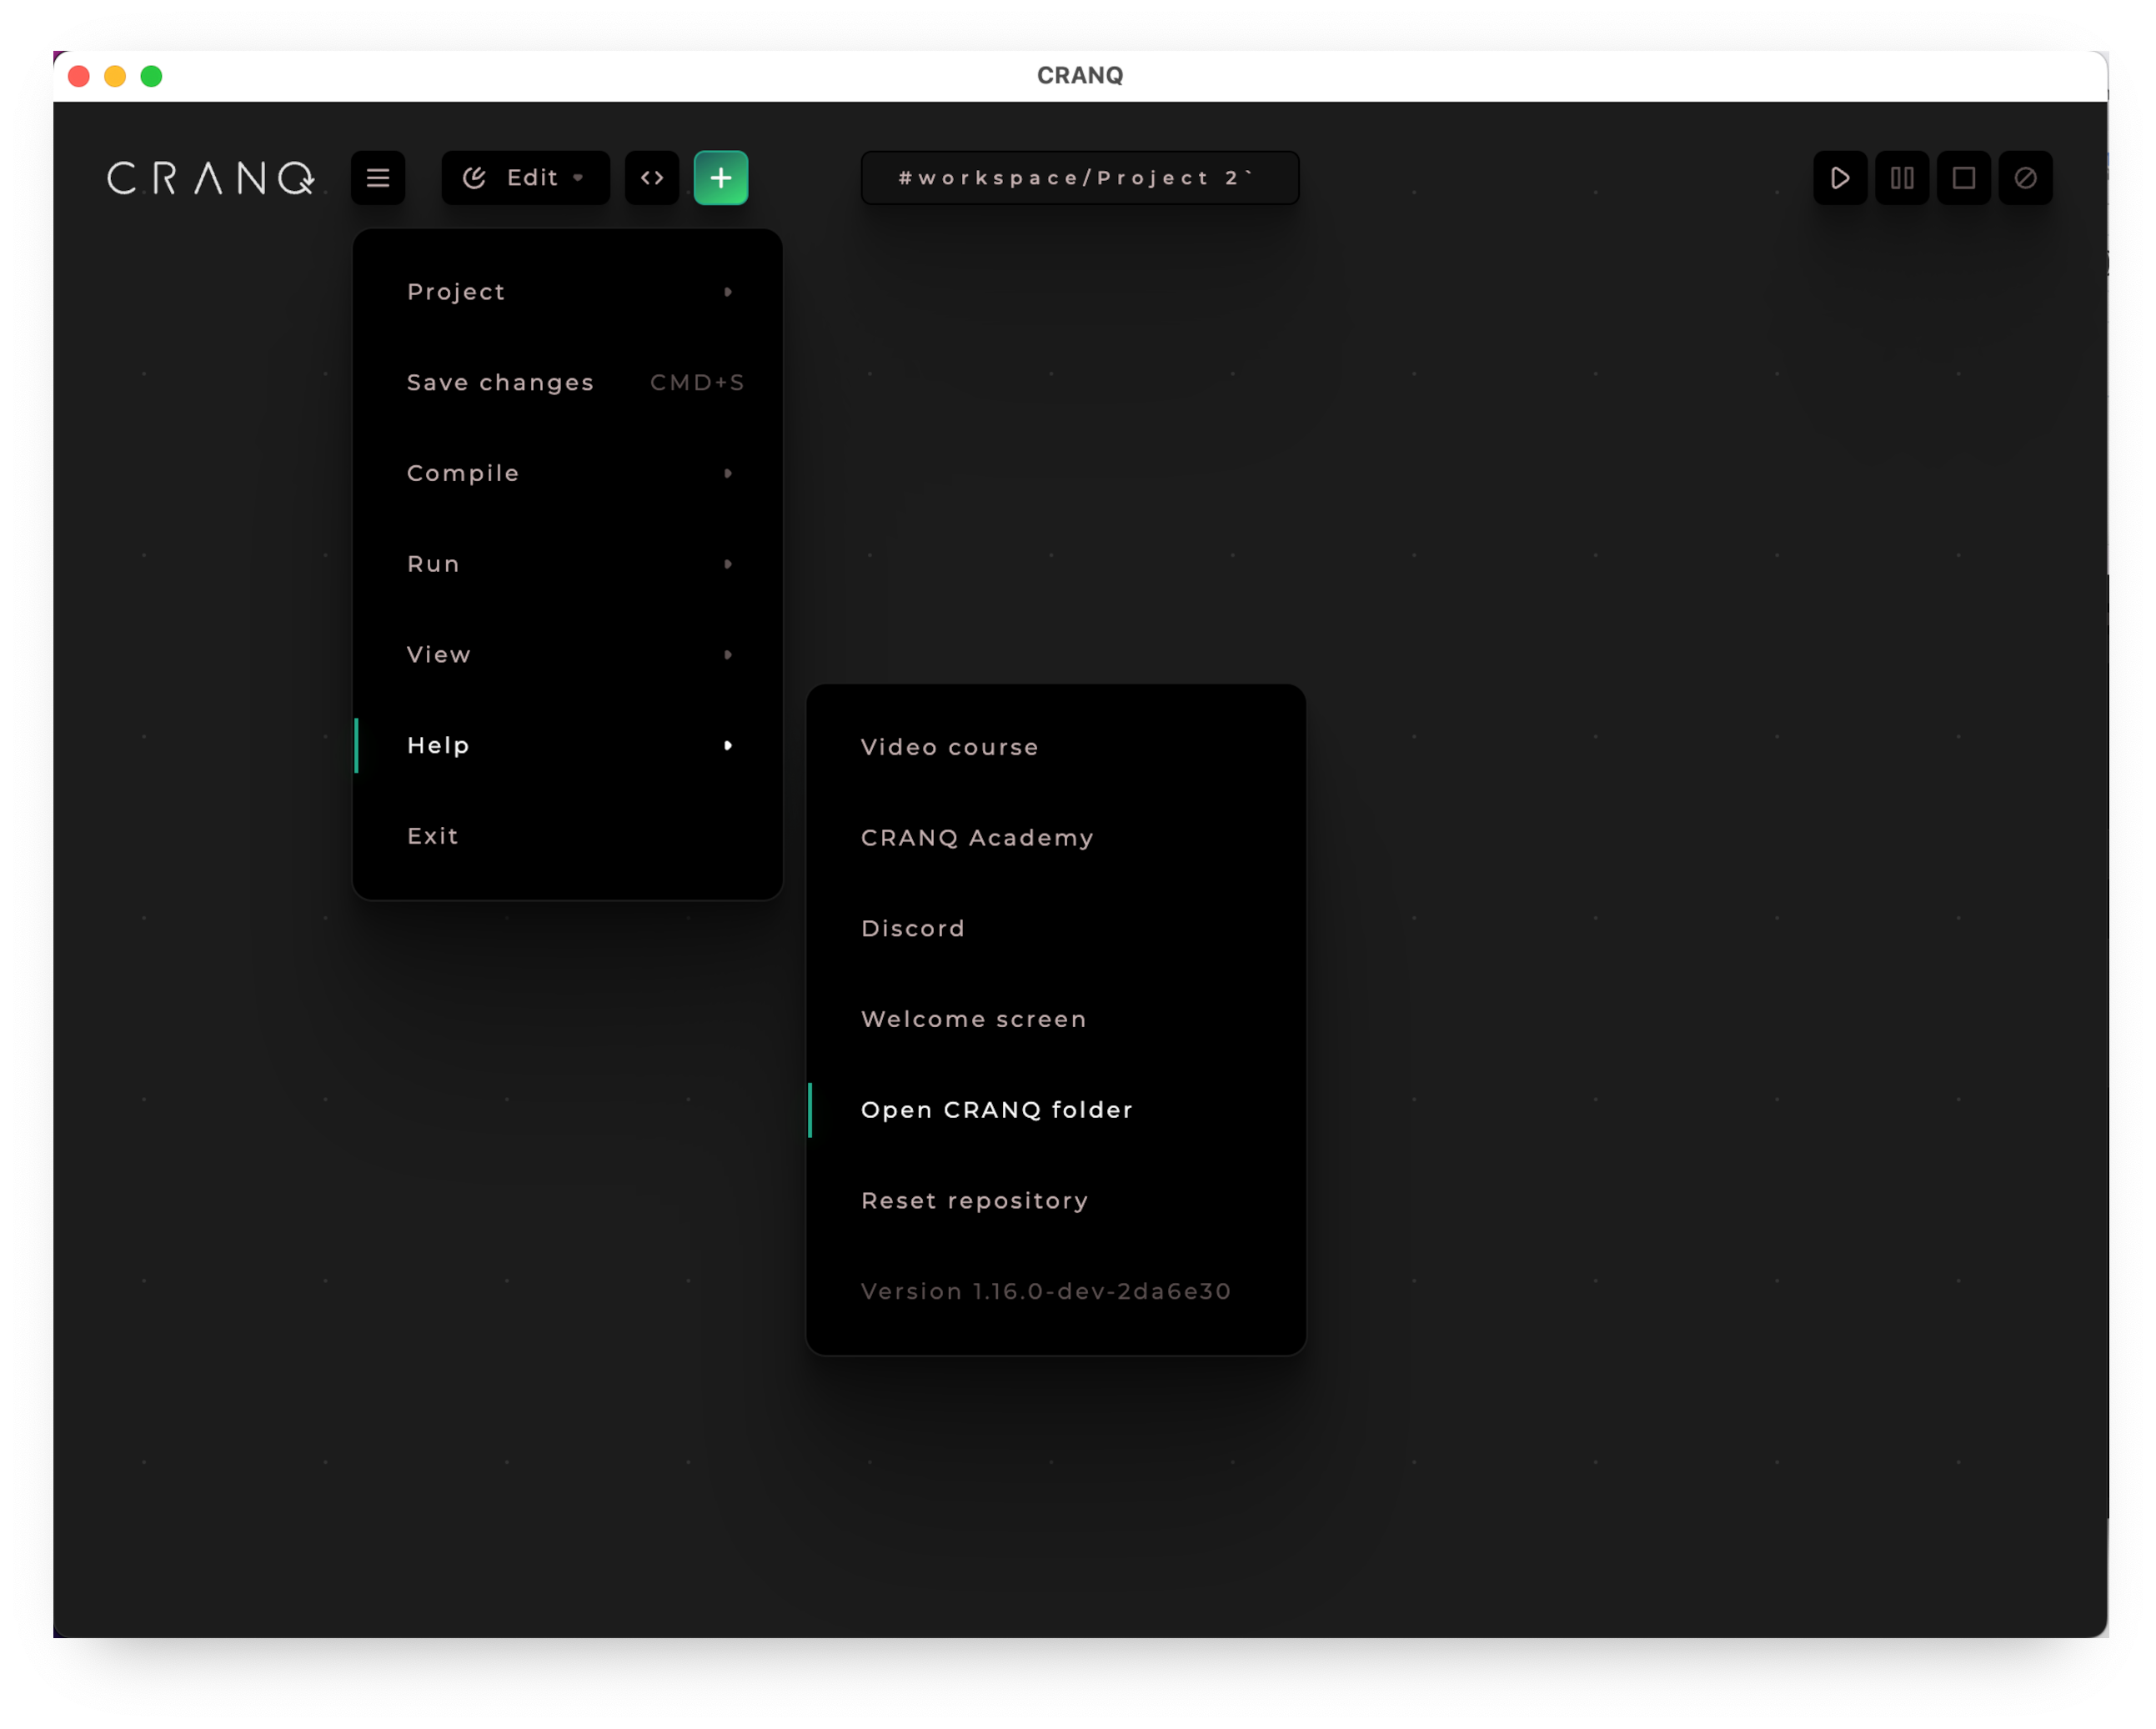 CRANQ
CRANQ
Edit
#workspace/Project 2`
Project
Save changes CMD+S
Compile
Run
View
Help
Exit
Video course
CRANQ Academy
Discord
Welcome screen
Open CRANQ folder
Reset repository
Version 1.16.0-dev-2da6e30